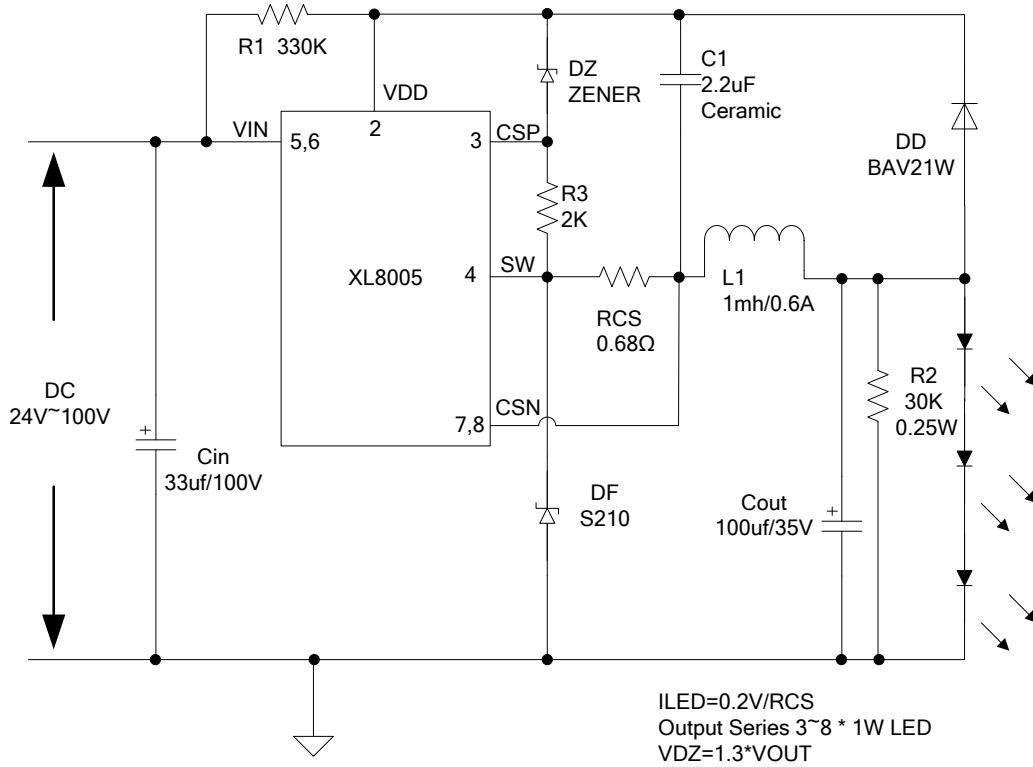 R1 330K
DZ
ZENER
C1
2.2uF
Ceramic
VDD
VIN
5,6
2
3
CSP
DD
BAV21W
R3
2K
XL8005
4
SW
L1
1mh/0.6A
RCS
0.68Ω
DC
24V~100V
R2
30K
0.25W
7,8
CSN
+
Cin
33uf/100V
DF
S210
Cout
100uf/35V
+
ILED=0.2V/RCS
Output Series 3~8 * 1W LED
VDZ=1.3*VOUT